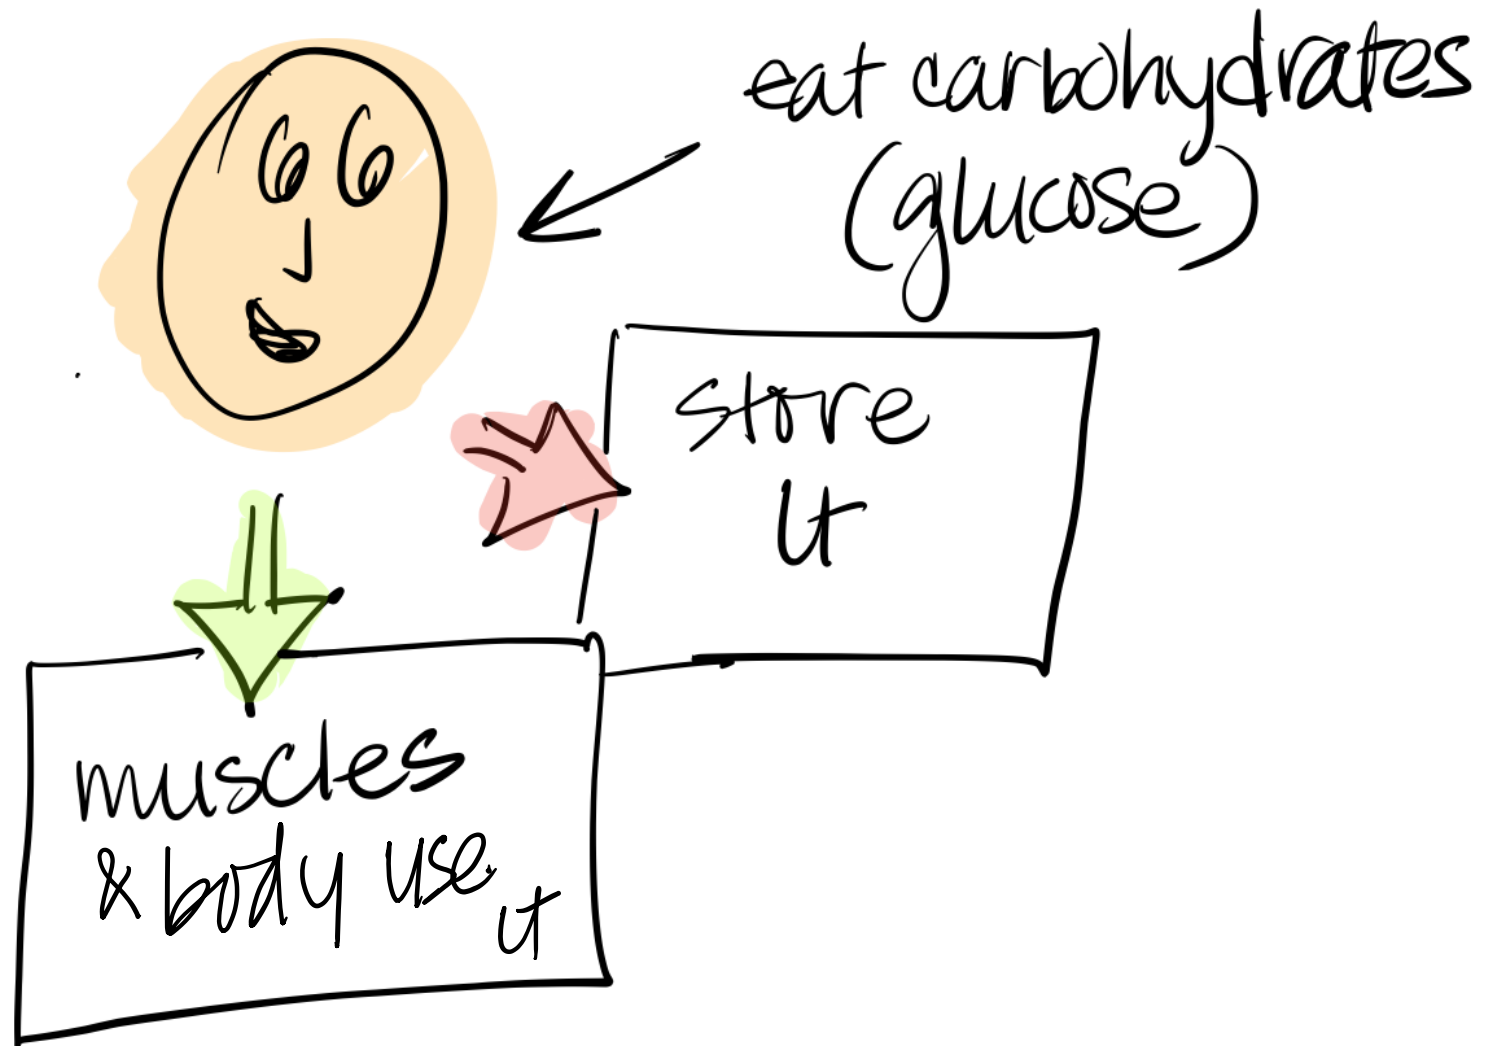 eat carbohydrates
(glucose)
store
it
muscles
& body use
it